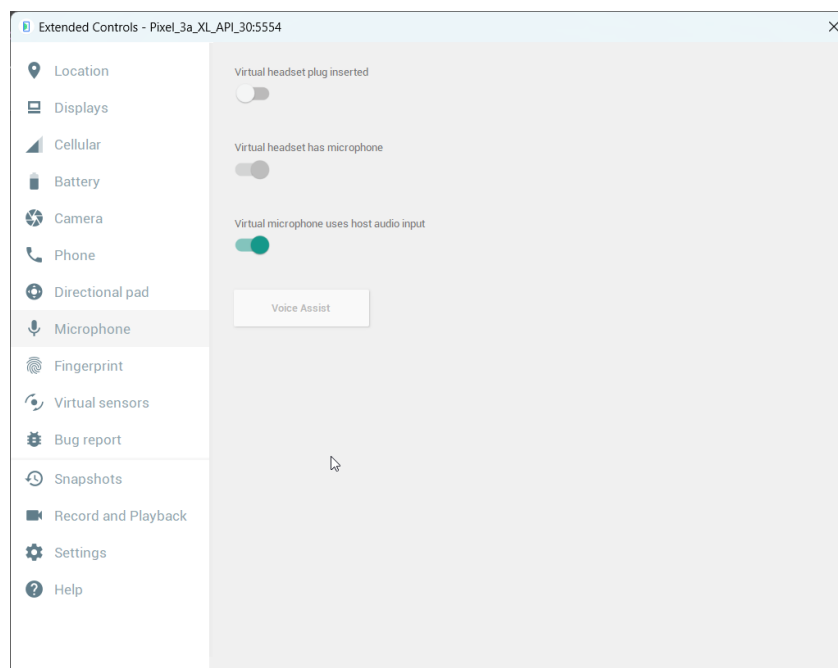 Extended Controls - Pixel_3a_XL_API_30:5554
Location
Displays
Cellular
Battery
Camera
Phone
Directional pad
Microphone
Fingerprint
Virtual sensors
Bug report
Snapshots
Record and Playback
Settings
Help
Virtual headset plug inserted
Virtual headset has microphone
Virtual microphone uses host audio input
Voice Assist